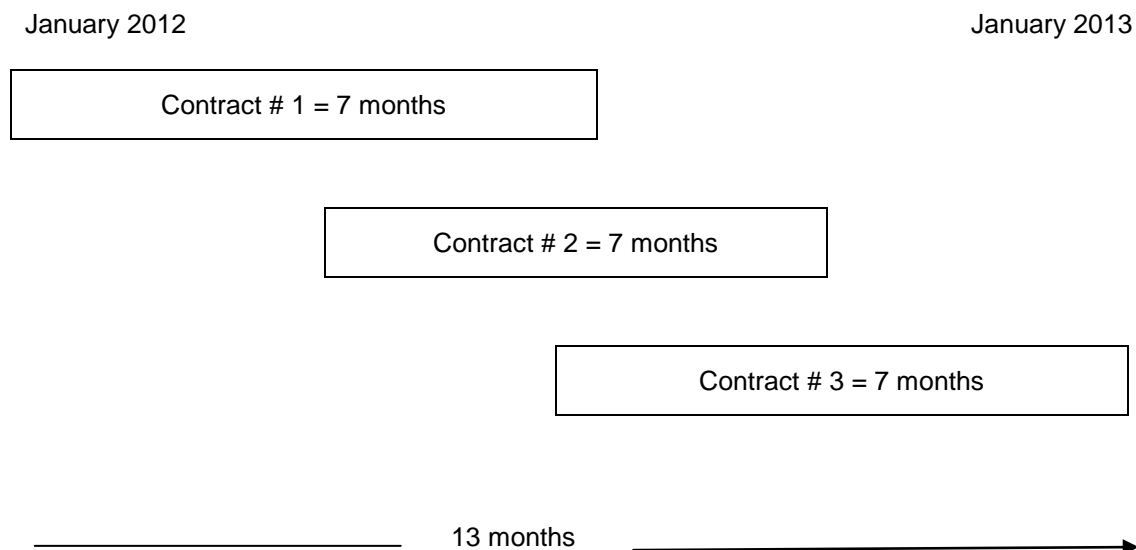 January 2012 January 2013
Contract # 1 = 7 months
Contract # 2 = 7 months
Contract # 3 = 7 months
13 months